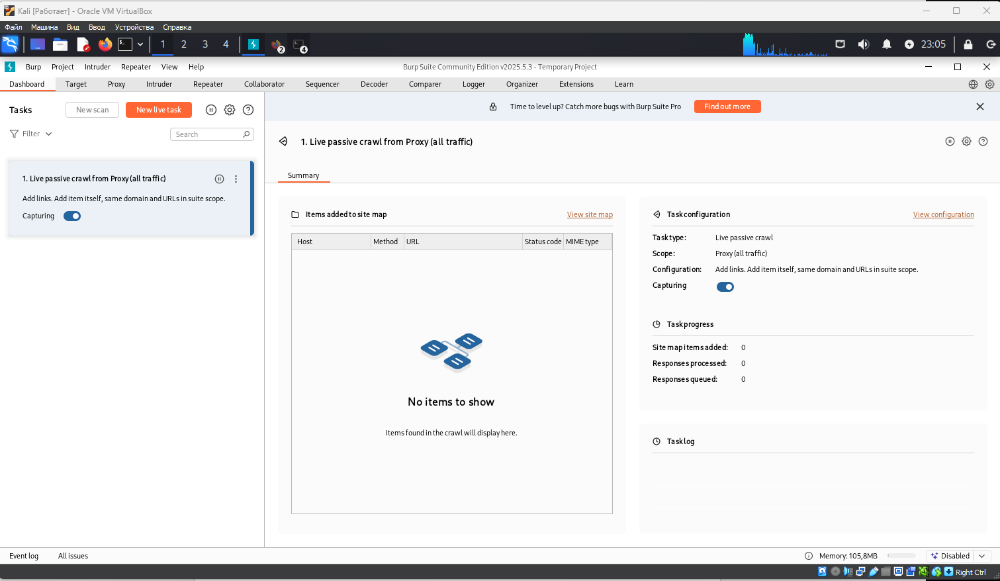 Kali [Работает] - Oracle VM VirtualBox
Файл Машина Вид Ввод Устройства Справка
1 2 3 4 2 4 23:05
Burp Project Intruder Repeater View Help Burp Suite Community Edition v2025.5.3 - Temporary Project
Dashboard Target Proxy Intruder Repeater Collaborator Sequencer Decoder Comparer Logger Organizer Extensions Learn
Tasks New scan New live task
Time to level up? Catch more bugs with Burp Suite Pro Find out more
Filter Search
1. Live passive crawl from Proxy (all traffic)
Add links. Add item itself, same domain and URLs in suite scope.
Capturing
1. Live passive crawl from Proxy (all traffic)
Summary
Items added to site map View site map
Host Method URL Status code MIME type
No items to show
Items found in the crawl will display here.
Task configuration View configuration
Task type: Live passive crawl
Scope: Proxy (all traffic)
Configuration: Add links. Add item itself, same domain and URLs in suite scope.
Capturing
Task progress
Site map items added: 0
Responses processed: 0
Responses queued: 0
Task log
Event log All issues Memory: 105,8MB Disabled
Right Ctrl